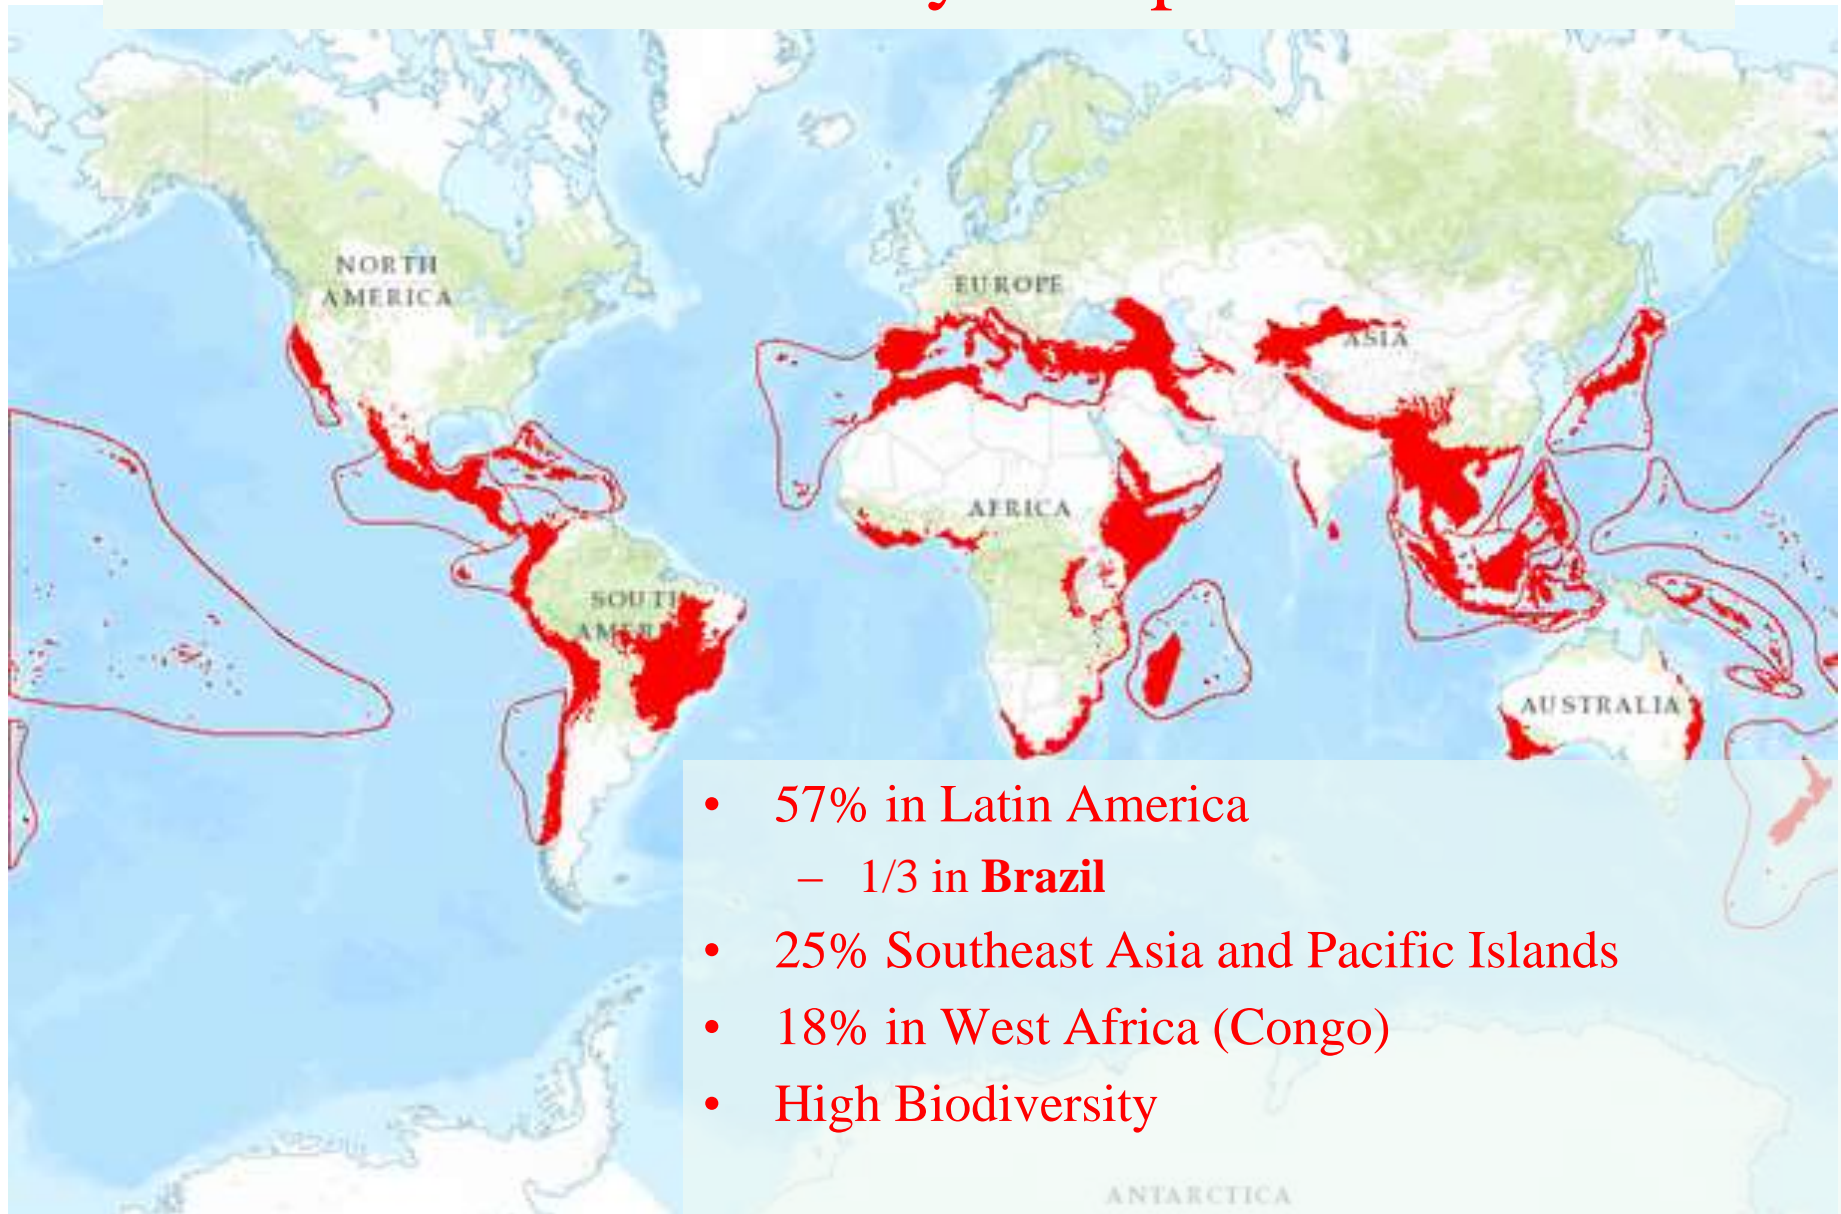 NORTH
AMERICA
EUROPE
ASIA
AFRICA
SOUTH
AUSTRALIA
• 57% in Latin America
– 1/3 in Brazil
• 25% Southeast Asia and Pacific Islands
• 18% in West Africa (Congo)
• High Biodiversity
ANTARCTICA